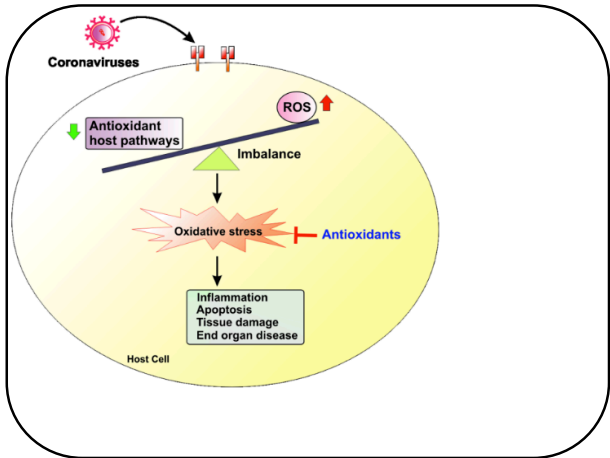 Coronaviruses
ROS
Antioxidant
host pathways
Imbalance
Oxidative stress
Antioxidants
Inflammation
Apoptosis
Tissue damage
End organ disease
Host Cell